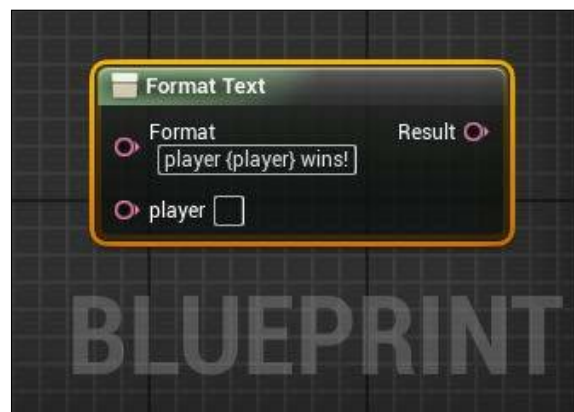 Format Text
Format
Result
player {player} wins!
player
BLUEPRINT